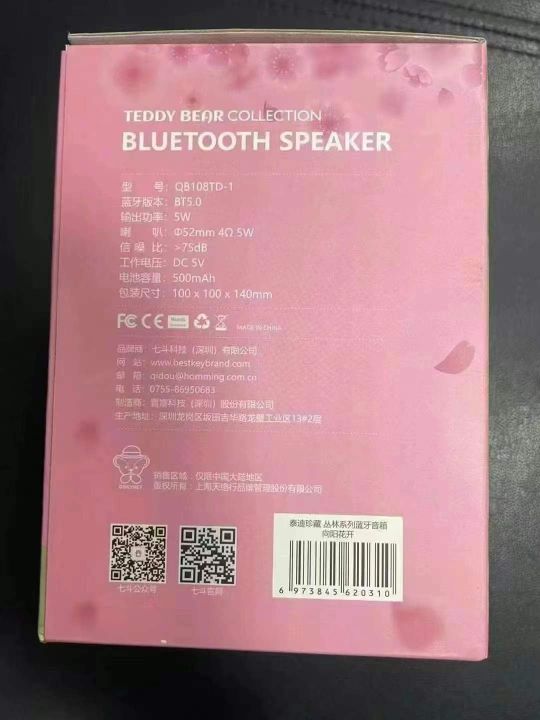 TEDDY BEAR COLLECTION
BLUETOOTH SPEAKER
型 号: QB108TD-1
蓝牙版本: BT5.0
输出功率: 5W
喇 叭: Φ52mm 4Ω 5W
信 噪 比: >75dB
工作电压: DC 5V
电池容量: 500mAh
包装尺寸: 100 x 100 x 140mm
FC CE RoHS
MADE IN CHINA
品牌商: 七斗科技（深圳）有限公司
网 站: www.bestkeybrand.com
邮 箱: qidou@homming.com.cn
电 话: 0755-86950683
制造商: 科技（深圳）股份有限公司
生产地址: 深圳龙岗区坂田吉华路龙壁工业区13#2层
销售区域: 仅限中国大陆地区
版权所有: 上海天络行品牌管理股份有限公司
七斗公众号
七斗官网
泰迪珍藏 丛林系列蓝牙音箱
向阳花开
6 973845 620310